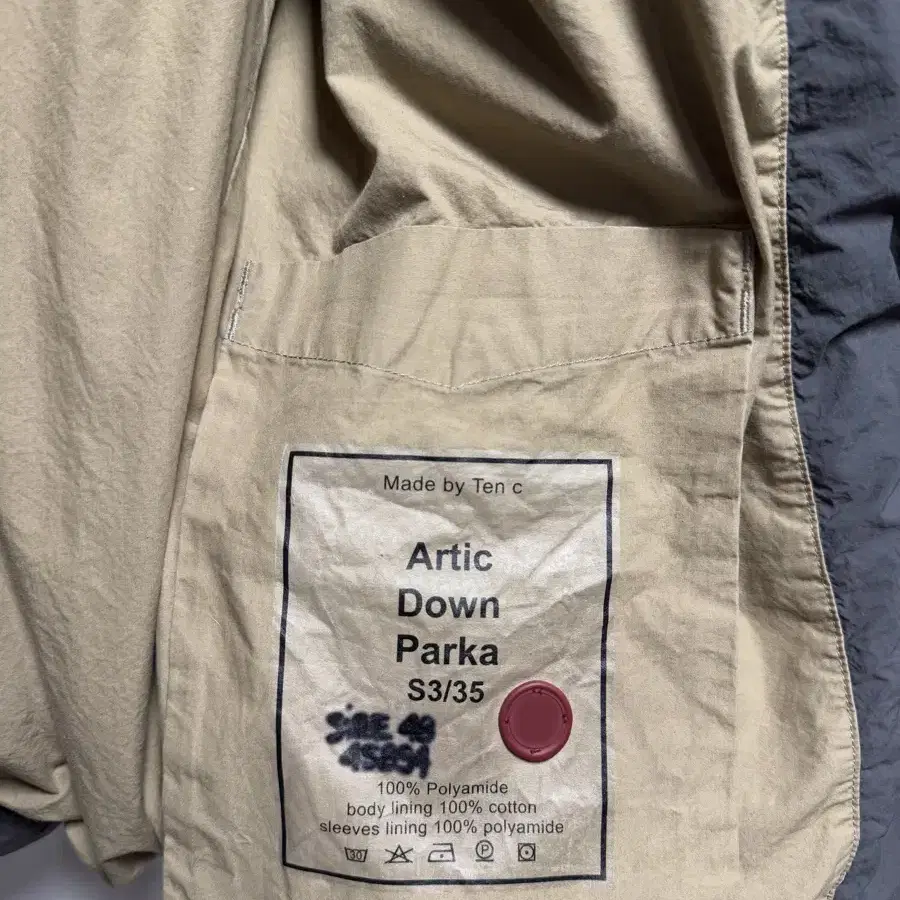 Made by Ten c
Artic
Down
Parka
S3/35
100% Polyamide
body lining 100% cotton
sleeves lining 100% polyamide
30
P